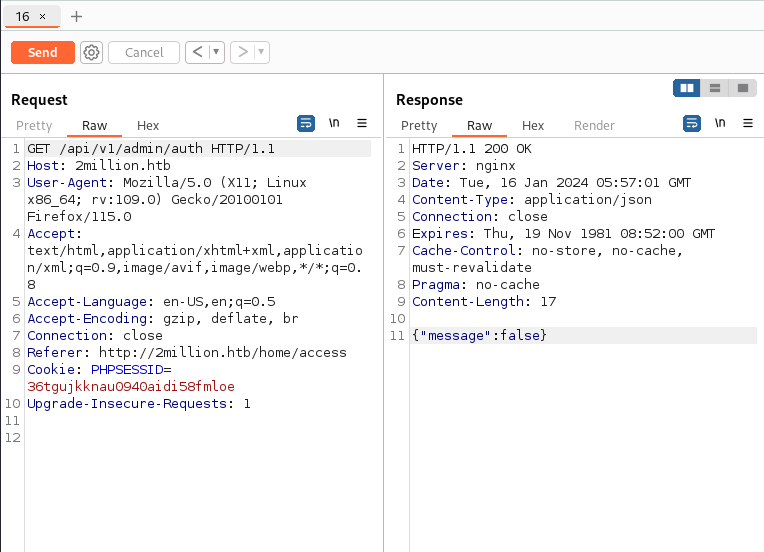 16 × +
Send Cancel < >
Request
Pretty Raw Hex \n
1 GET /api/v1/admin/auth HTTP/1.1
2 Host: 2million.htb
3 User-Agent: Mozilla/5.0 (X11; Linux
x86_64; rv:109.0) Gecko/20100101
Firefox/115.0
4 Accept:
text/html,application/xhtml+xml,applicatio
n/xml;q=0.9,image/avif,image/webp,*/*;q=0.
8
5 Accept-Language: en-US,en;q=0.5
6 Accept-Encoding: gzip, deflate, br
7 Connection: close
8 Referer: http://2million.htb/home/access
9 Cookie: PHPSESSID=
36tgujkknau0940aidi58fmloe
10 Upgrade-Insecure-Requests: 1
11
12
Response
Pretty Raw Hex Render \n
1 HTTP/1.1 200 OK
2 Server: nginx
3 Date: Tue, 16 Jan 2024 05:57:01 GMT
4 Content-Type: application/json
5 Connection: close
6 Expires: Thu, 19 Nov 1981 08:52:00 GMT
7 Cache-Control: no-store, no-cache,
must-revalidate
8 Pragma: no-cache
9 Content-Length: 17
10
11 {"message":false}